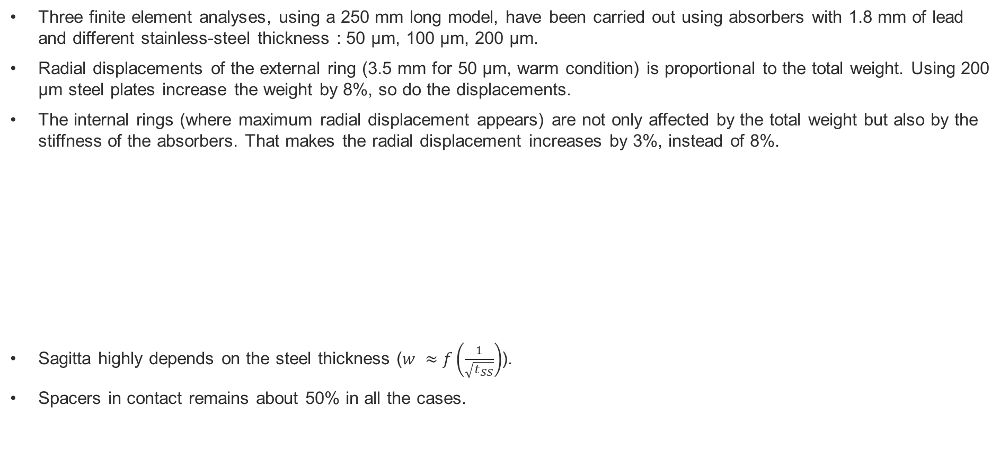 • Three finite element analyses, using a 250 mm long model, have been carried out using absorbers with 1.8 mm of lead
and different stainless-steel thickness : 50 µm, 100 µm, 200 µm.
• Radial displacements of the external ring (3.5 mm for 50 µm, warm condition) is proportional to the total weight. Using 200
µm steel plates increase the weight by 8%, so do the displacements.
• The internal rings (where maximum radial displacement appears) are not only affected by the total weight but also by the
stiffness of the absorbers. That makes the radial displacement increases by 3%, instead of 8%.
• Sagitta highly depends on the steel thickness (w ≈ f(1/√t_SS)).
• Spacers in contact remains about 50% in all the cases.